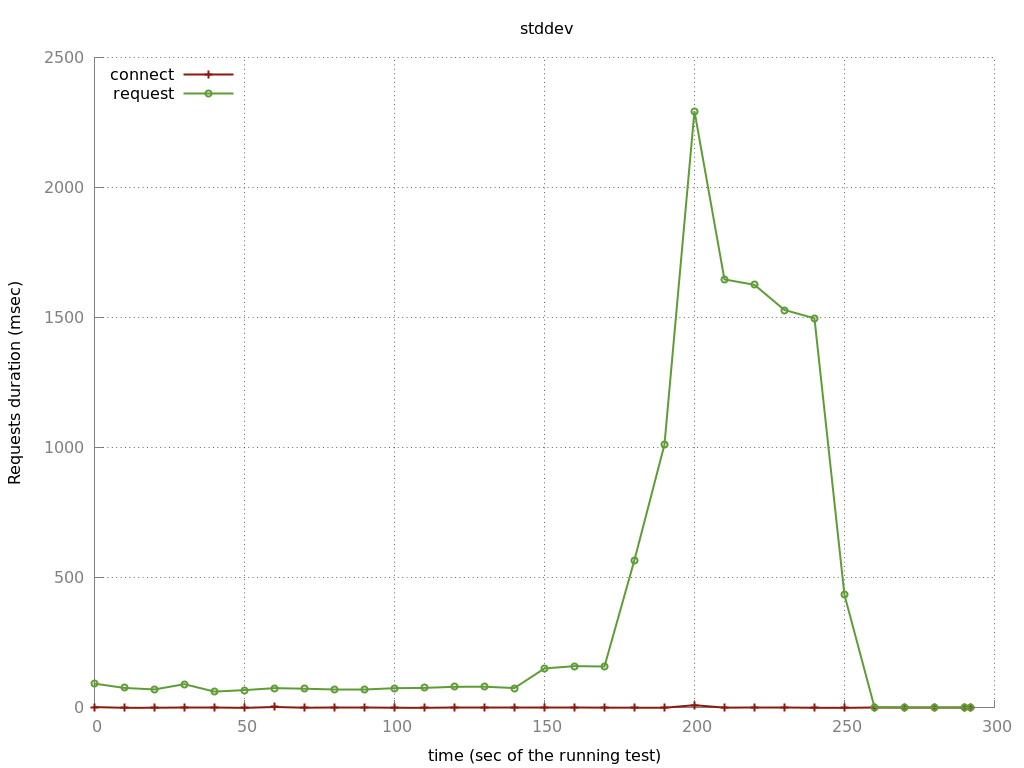 stddev
2500
2000
1500
1000
500
0
connect
request
Requests duration (msec)
0 50 100 150 200 250 300
time (sec of the running test)